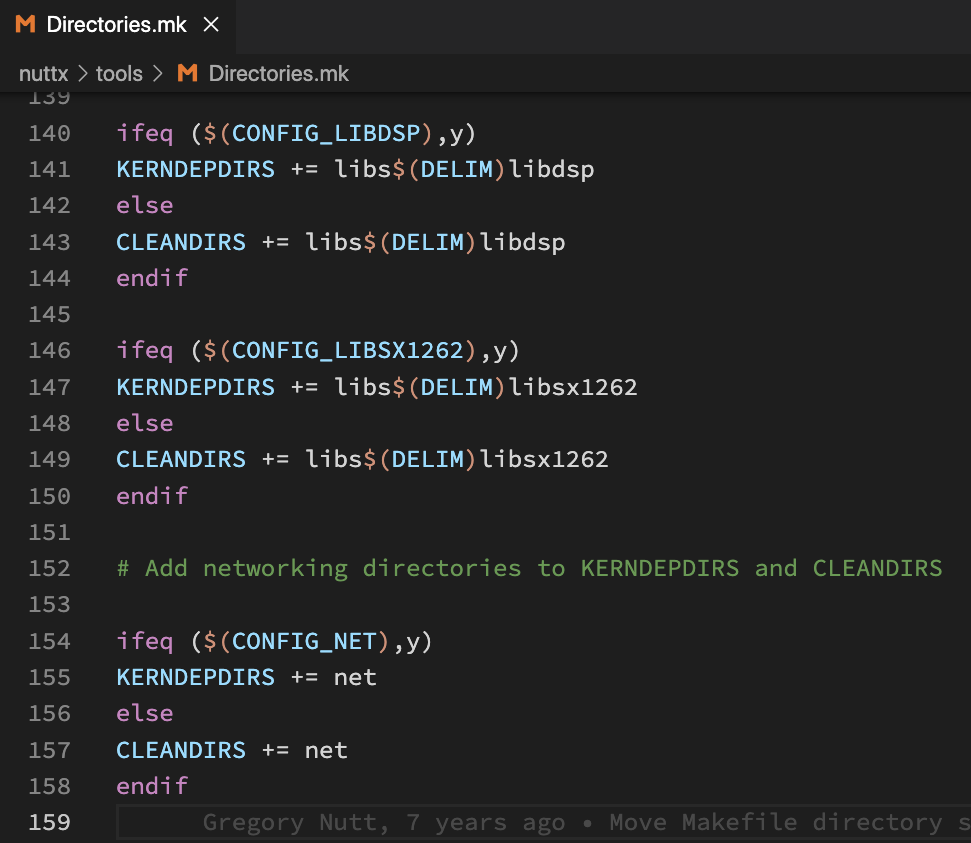 Directories.mk
nuttx > tools > Directories.mk
139
140 ifeq ($(CONFIG_LIBDSP),y)
141 KERNDEPDIRS += libs$(DELIM)libdsp
142 else
143 CLEANDIRS += libs$(DELIM)libdsp
144 endif
145
146 ifeq ($(CONFIG_LIBSX1262),y)
147 KERNDEPDIRS += libs$(DELIM)libsx1262
148 else
149 CLEANDIRS += libs$(DELIM)libsx1262
150 endif
151
152 # Add networking directories to KERNDEPDIRS and CLEANDIRS
153
154 ifeq ($(CONFIG_NET),y)
155 KERNDEPDIRS += net
156 else
157 CLEANDIRS += net
158 endif
159 Gregory Nutt, 7 years ago • Move Makefile directory s